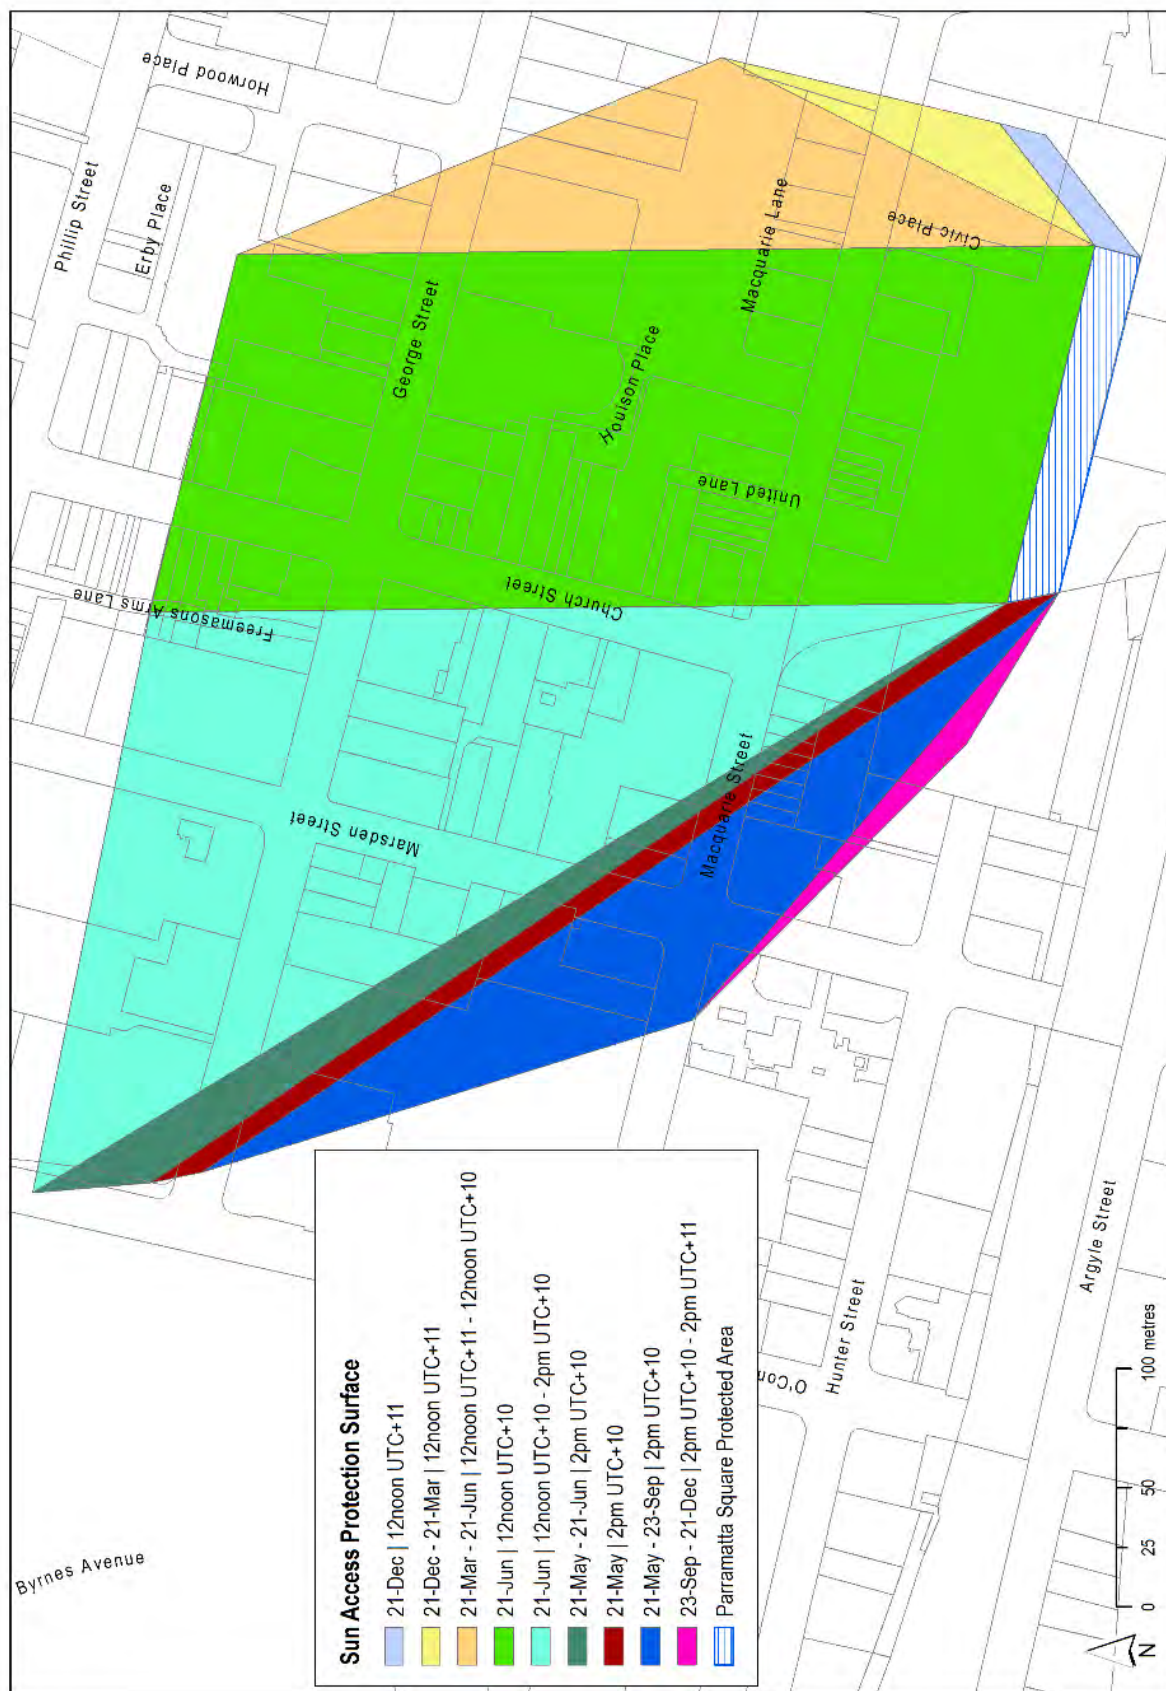 Phillip Street
Horwood Place
Erby Place
George Street
Freemasons Arms Lane
Houison Place
Macquarie Lane
Civic Place
United Lane
Church Street
Marsden Street
Macquarie Street
Byrnes Avenue
O'Con
Hunter Street
Argyle Street
Sun Access Protection Surface
21-Dec | 12noon UTC+11
21-Dec - 21-Mar | 12noon UTC+11
21-Mar - 21-Jun | 12noon UTC+11 - 12noon UTC+10
21-Jun | 12noon UTC+10
21-Jun | 12noon UTC+10 - 2pm UTC+10
21-May - 21-Jun | 2pm UTC+10
21-May | 2pm UTC+10
21-May - 23-Sep | 2pm UTC+10
23-Sep - 21-Dec | 2pm UTC+10 - 2pm UTC+11
Parramatta Square Protected Area
N
0 25 50 100 metres